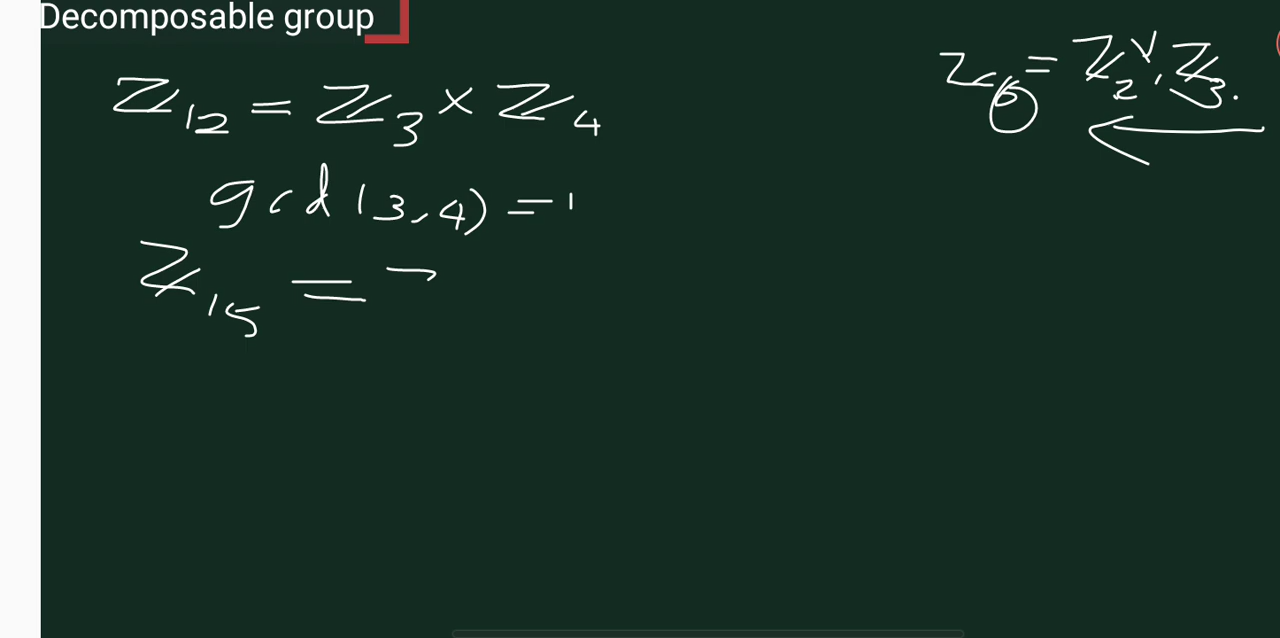 Decomposable group
Z₁₂ = Z₃ × Z₄
gcd(3,4) = 1
Z₁₅ =
Z₆ = Z₂ × Z₃.